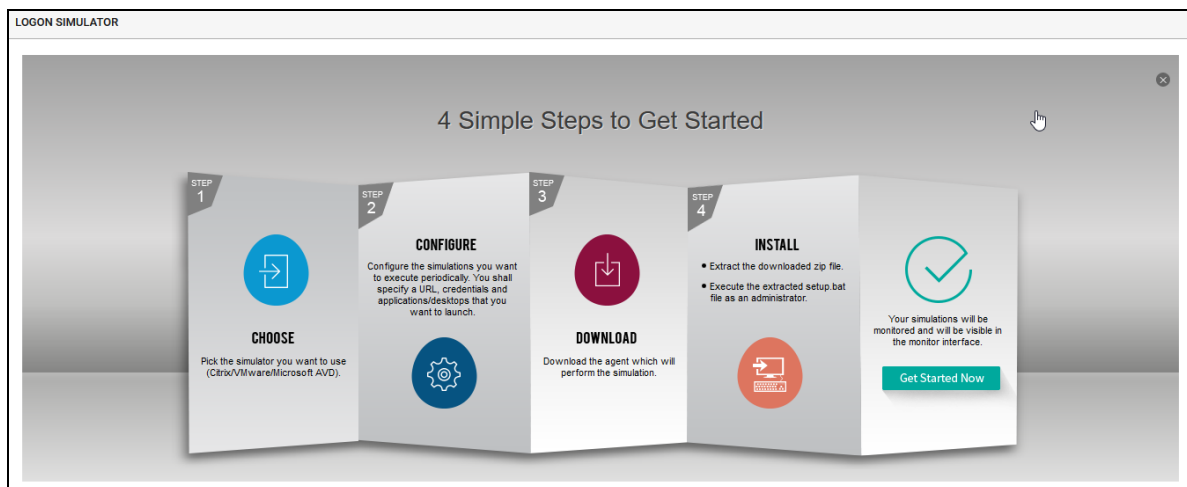 LOGON SIMULATOR
4 Simple Steps to Get Started
STEP
1
CHOOSE
Pick the simulator you want to use
(Citrix/VMware/Microsoft AVD).
STEP
2
CONFIGURE
Configure the simulations you want
to execute periodically. You shall
specify a URL, credentials and
applications/desktops that you
want to launch.
STEP
3
DOWNLOAD
Download the agent which will
perform the simulation.
STEP
4
INSTALL
• Extract the downloaded zip file.
• Execute the extracted setup.bat
file as an administrator.
Your simulations will be
monitored and will be visible in
the monitor interface.
Get Started Now